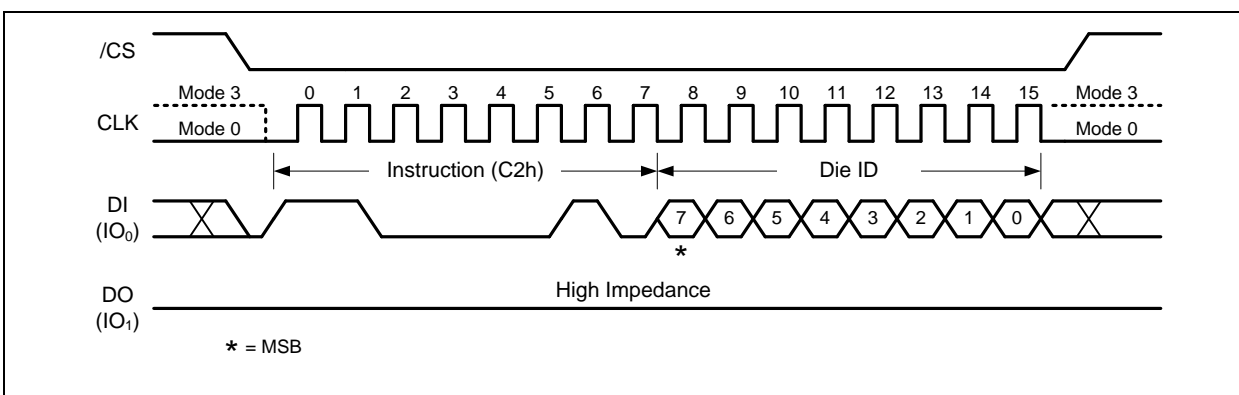 /CS
Mode 3 0 1 2 3 4 5 6 7 8 9 10 11 12 13 14 15 Mode 3
CLK
Mode 0 Mode 0
Instruction (C2h) Die ID
DI
(IO₀)
7 6 5 4 3 2 1 0
*
High Impedance
DO
(IO₁)
* = MSB